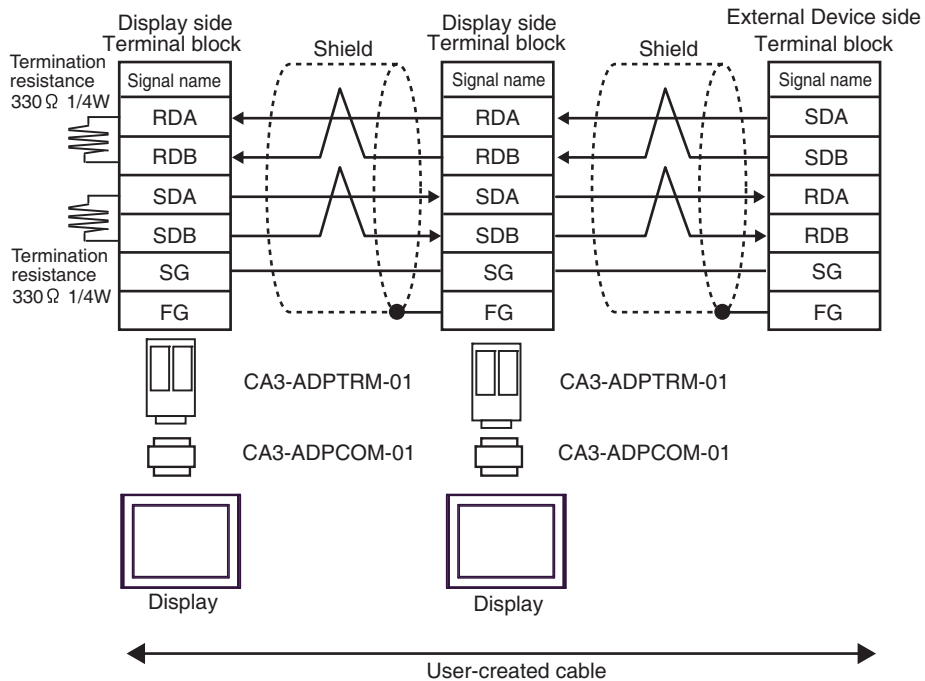 Display side
Terminal block
Display side
Terminal block
External Device side
Terminal block
Shield
Shield
Termination
resistance
330Ω 1/4W
Signal name
Signal name
Signal name
RDA
RDA
SDA
RDB
RDB
SDB
SDA
SDA
RDA
SDB
SDB
RDB
Termination
resistance
330Ω 1/4W
SG
SG
SG
FG
FG
FG
CA3-ADPTRM-01
CA3-ADPTRM-01
CA3-ADPCOM-01
CA3-ADPCOM-01
Display
Display
User-created cable